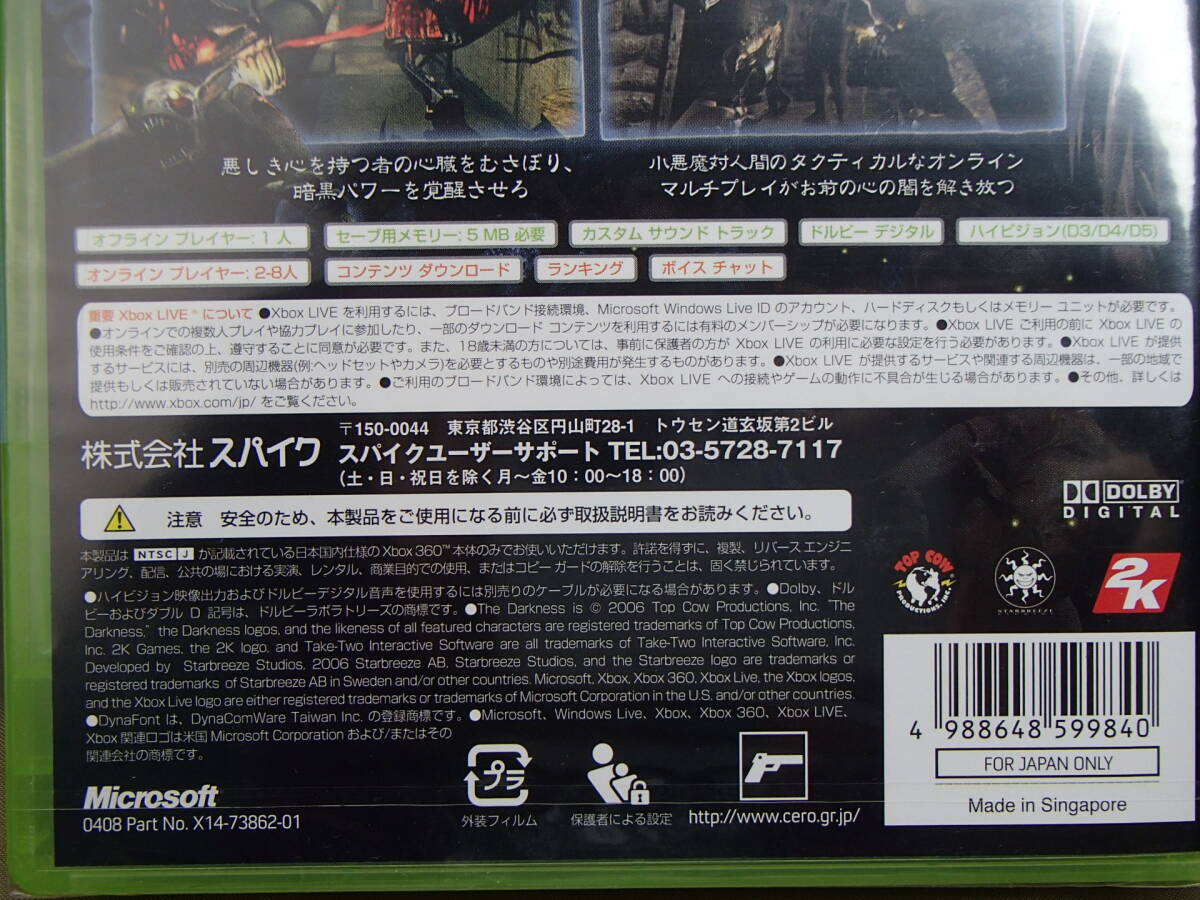 悪しき心を持つ者の心臓をむさぼり、
暗黒パワーを覚醒させろ
小悪魔対人間のタクティカルなオンライン
マルチプレイがお前の心の闇を解き放つ
オフライン プレイヤー: 1 人
セーブ用メモリー: 5 MB 必要
カスタム サウンド トラック
ドルビー デジタル
ハイビジョン(D3/D4/D5)
オンライン プレイヤー: 2-8人
コンテンツ ダウンロード
ランキング
ボイス チャット
重要 Xbox LIVE® について ●Xbox LIVE を利用するには、ブロードバンド接続環境、Microsoft Windows Live ID のアカウント、ハードディスクもしくはメモリー ユニットが必要です。
●オンラインでの複数人プレイや協力プレイに参加したり、一部のダウンロード コンテンツを利用するには有料のメンバーシップが必要になります。●Xbox LIVE ご利用の前に Xbox LIVE の
使用条件をご確認の上、遵守することに同意が必要です。また、18歳未満の方については、事前に保護者の方が Xbox LIVE の利用に必要な設定を行う必要があります。●Xbox LIVE が提供
するサービスには、別売の周辺機器(例:ヘッドセットやカメラ)を必要とするものや別途費用が発生するものがあります。●Xbox LIVE が提供するサービスや関連する周辺機器は、一部の地域で
提供もしくは販売されていない場合があります。●ご利用のブロードバンド環境によっては、Xbox LIVE への接続やゲームの動作に不具合が生じる場合があります。●その他、詳しくは
http://www.xbox.com/jp/ をご覧ください。
株式会社スパイク
〒150-0044 東京都渋谷区円山町28-1 トウセン道玄坂第2ビル
スパイクユーザーサポート TEL:03-5728-7117
(土・日・祝日を除く月〜金10：00〜18：00)
注意 安全のため、本製品をご使用になる前に必ず取扱説明書をお読みください。
DOLBY
DIGITAL
本製品は NTSC J が記載されている日本国内仕様の Xbox 360™ 本体のみでお使いいただけます。許諾を得ずに、複製、リバース エンジニ
アリング、配信、公共の場における実演、レンタル、商業目的での使用、またはコピー ガードの解除を行うことは、固く禁じられています。
TOP COW
PRODUCTIONS, INC.
STARBREEZE
2K
●ハイビジョン映像出力およびドルビーデジタル音声を使用するには別売りのケーブルが必要になる場合があります。●Dolby、ドル
ビーおよびダブル D 記号は、ドルビーラボラトリーズの商標です。●The Darkness is © 2006 Top Cow Productions, Inc. "The
Darkness," the Darkness logos, and the likeness of all featured characters are registered trademarks of Top Cow Productions,
Inc. 2K Games, the 2K logo, and Take-Two Interactive Software are all trademarks of Take-Two Interactive Software, Inc.
Developed by Starbreeze Studios. 2006 Starbreeze AB, Starbreeze Studios, and the Starbreeze logo are trademarks or
registered trademarks of Starbreeze AB in Sweden and/or other countries. Microsoft, Xbox, Xbox 360, Xbox Live, the Xbox logos,
and the Xbox Live logo are either registered trademarks or trademarks of Microsoft Corporation in the U.S. and/or other countries.
●DynaFont は、DynaComWare Taiwan Inc. の登録商標です。●Microsoft、Windows Live、Xbox、Xbox 360、Xbox LIVE、
Xbox 関連ロゴは米国 Microsoft Corporation および/またはその
関連会社の商標です。
4 988648 599840
FOR JAPAN ONLY
Made in Singapore
Microsoft
0408 Part No. X14-73862-01
プラ
外装フィルム
保護者による設定
http://www.cero.gr.jp/